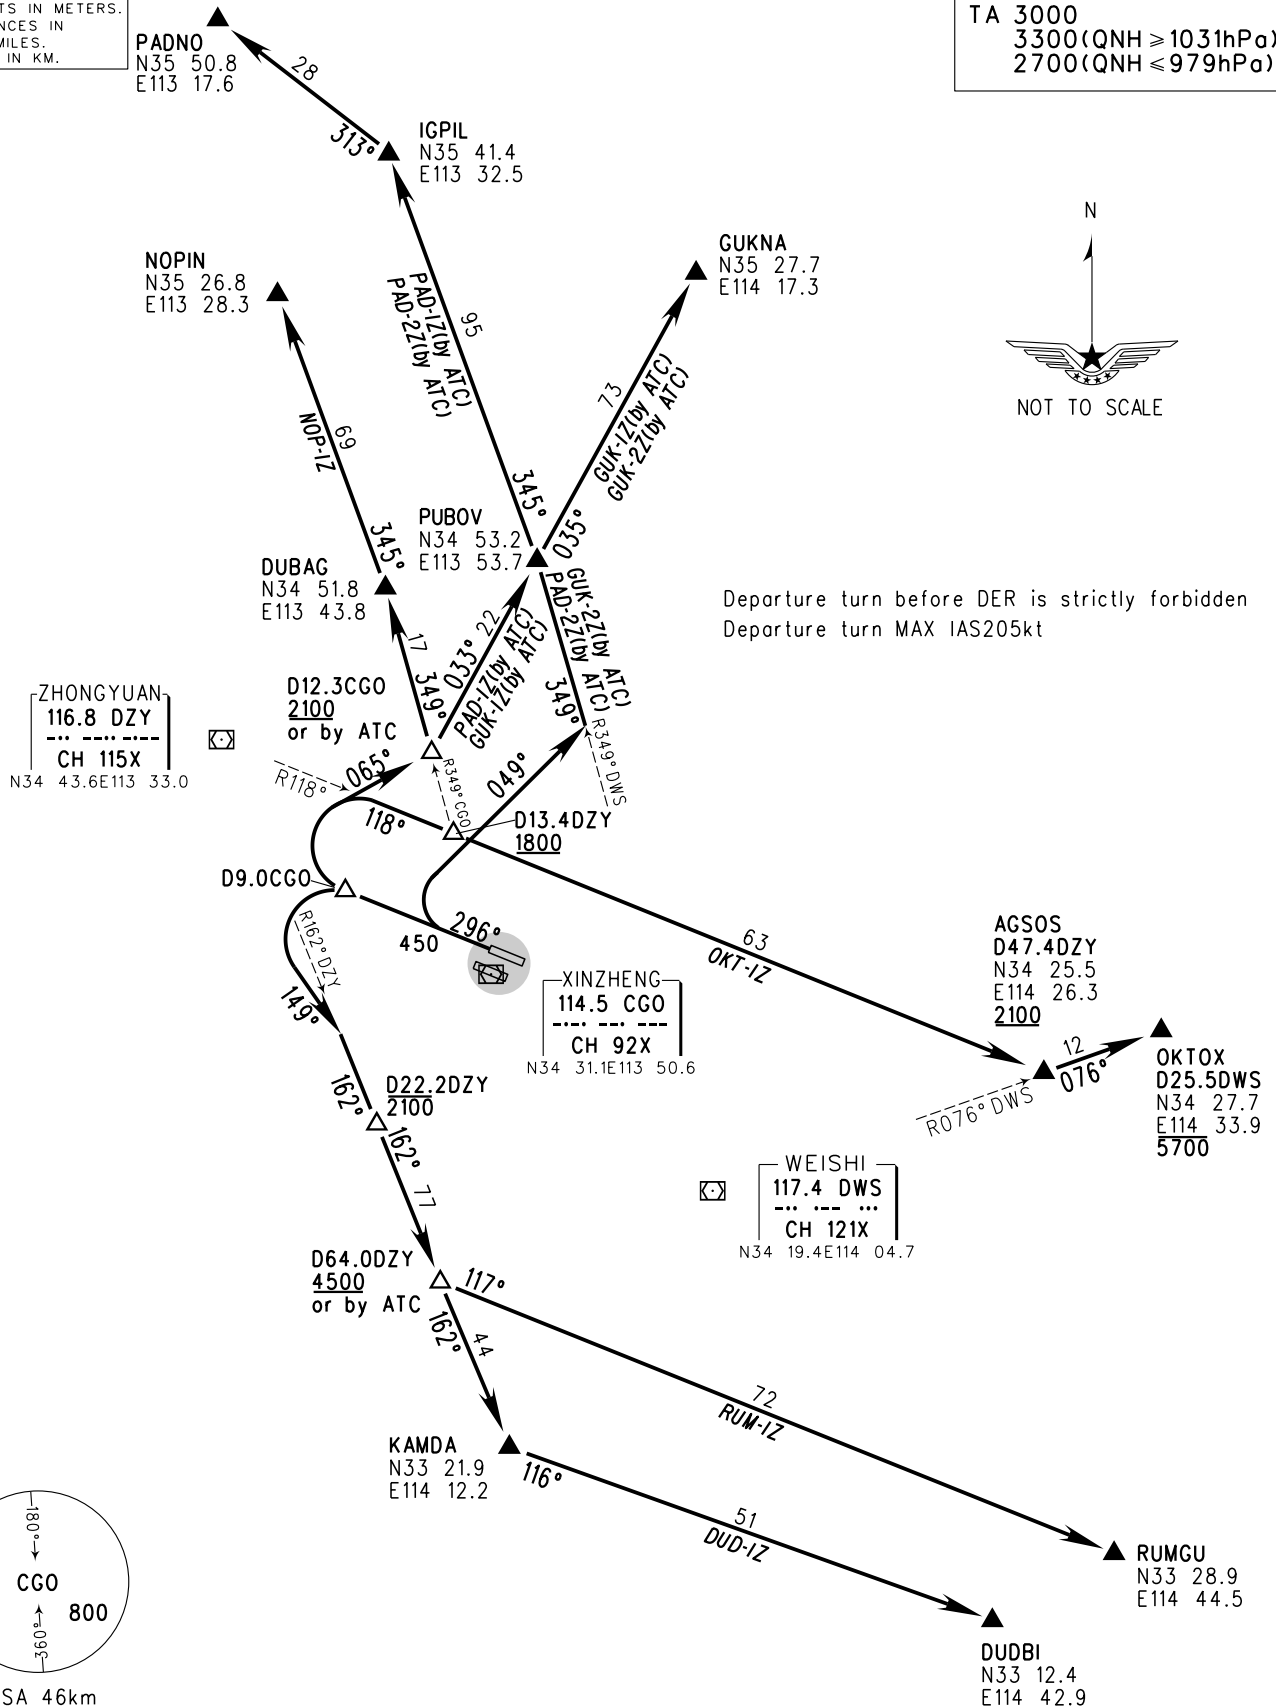 TS IN METERS.
NCES IN
MILES.
IN KM.
TA 3000
3300(QNH ≥1031hPa)
2700(QNH ≤979hPa)
PADNO
N35 50.8
E113 17.6
28
313°
IGPIL
N35 41.4
E113 32.5
N
NOT TO SCALE
GUKNA
N35 27.7
E114 17.3
NOPIN
N35 26.8
E113 28.3
95
PAD-1Z(by ATC)
PAD-2Z(by ATC)
73
GUK-1Z(by ATC)
GUK-2Z(by ATC)
69
NOP-1Z
345°
345°
035°
PUBOV
N34 53.2
E113 53.7
DUBAG
N34 51.8
E113 43.8
Departure turn before DER is strictly forbidden
Departure turn MAX IAS205kt
GUK-2Z(by ATC)
PAD-2Z(by ATC)
349°
17
349°
033°
22
PAD-1Z(by ATC)
GUK-1Z(by ATC)
D12.3CGO
2100
or by ATC
ZHONGYUAN
116.8 DZY
CH 115X
N34 43.6E113 33.0
R118°
065°
R349°CGO
049°
R349°DWS
118°
D13.4DZY
1800
D9.0CGO
296°
450
R162°DZY
149°
63
OKT-1Z
XINZHENG
114.5 CGO
CH 92X
N34 31.1E113 50.6
AGSOS
D47.4DZY
N34 25.5
E114 26.3
2100
12
076°
R076°DWS
OKTOX
D25.5DWS
N34 27.7
E114 33.9
5700
162°
D22.2DZY
2100
162°
77
WEISHI
117.4 DWS
CH 121X
N34 19.4E114 04.7
D64.0DZY
4500
or by ATC
117°
162°
44
72
RUM-1Z
KAMDA
N33 21.9
E114 12.2
116°
51
DUD-1Z
RUMGU
N33 28.9
E114 44.5
DUDBI
N33 12.4
E114 42.9
180°
CGO
800
360°
SA 46km